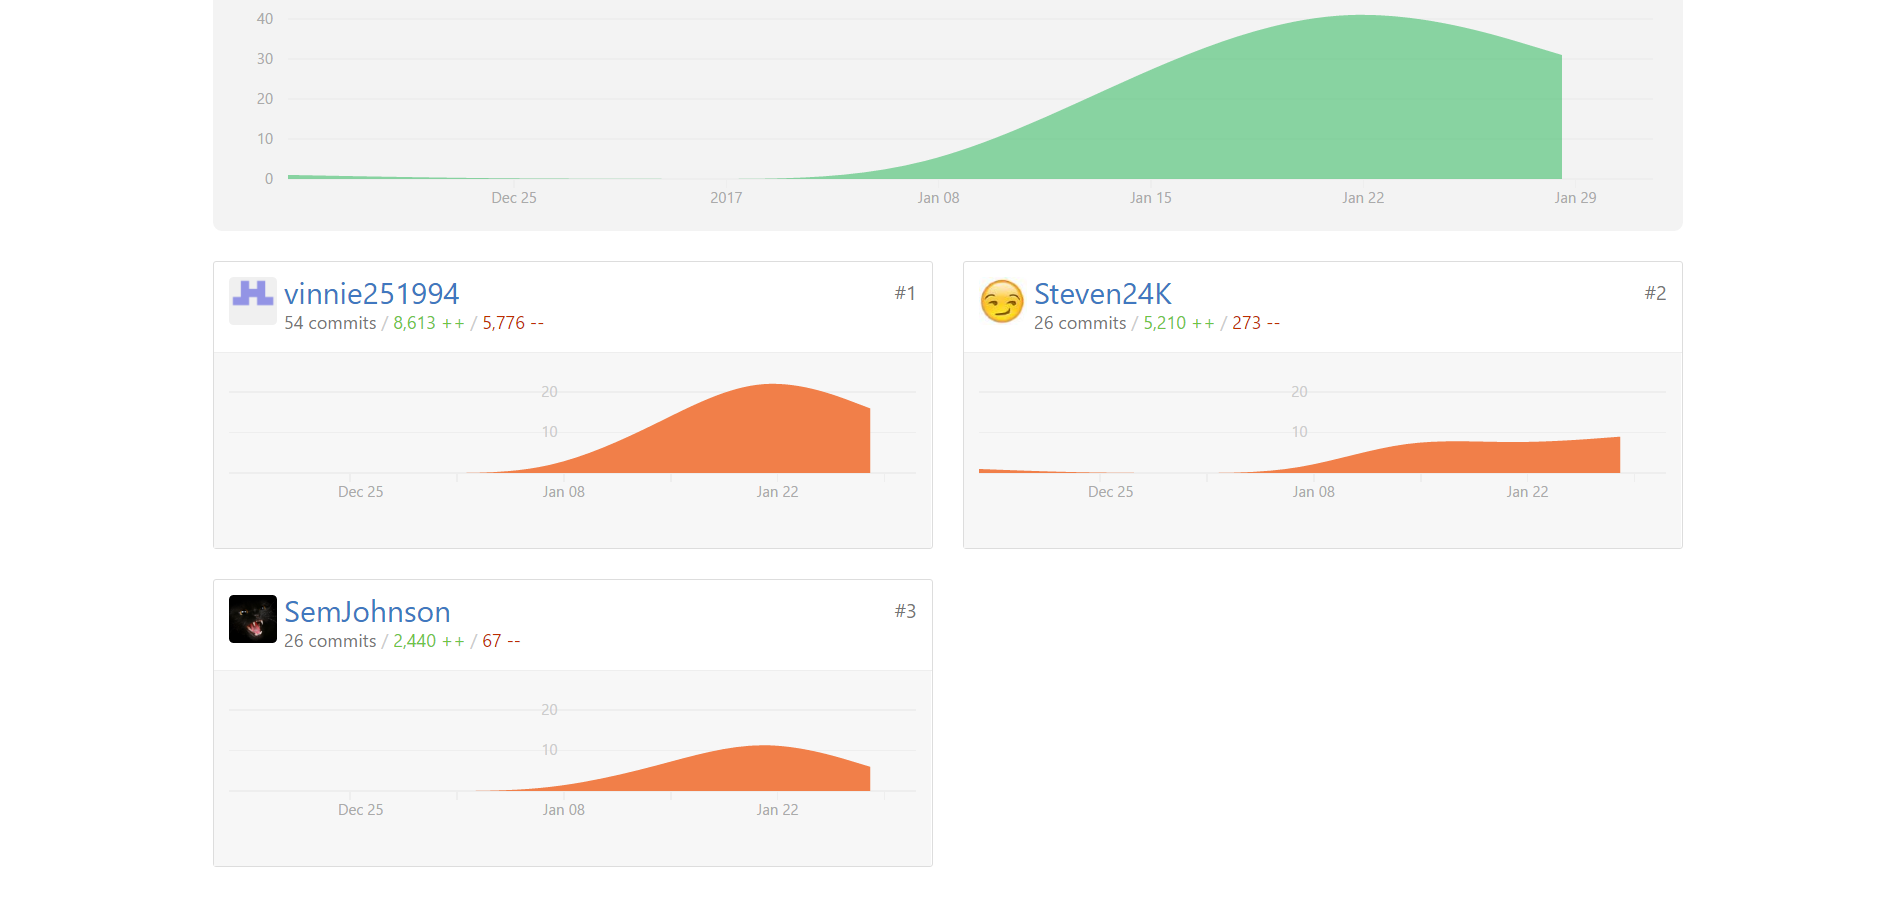 40
30
20
10
0
Dec 25 2017 Jan 08 Jan 15 Jan 22 Jan 29
vinnie251994 #1
54 commits / 8,613 ++ / 5,776 --
20
10
Dec 25 Jan 08 Jan 22
Steven24K #2
26 commits / 5,210 ++ / 273 --
20
10
Dec 25 Jan 08 Jan 22
SemJohnson #3
26 commits / 2,440 ++ / 67 --
20
10
Dec 25 Jan 08 Jan 22